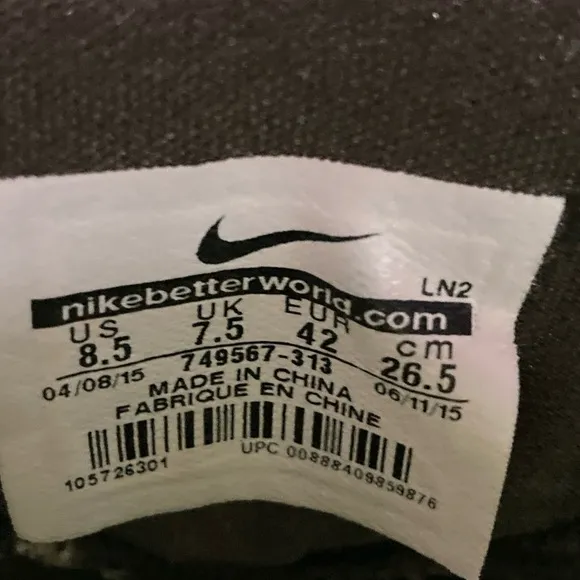 LN2
nikebetterworld.com
US UK EUR cm
8.5 7.5 42 26.5
749567-313
04/08/15 06/11/15
MADE IN CHINA
FABRIQUE EN CHINE
105726301 UPC 00888409859876